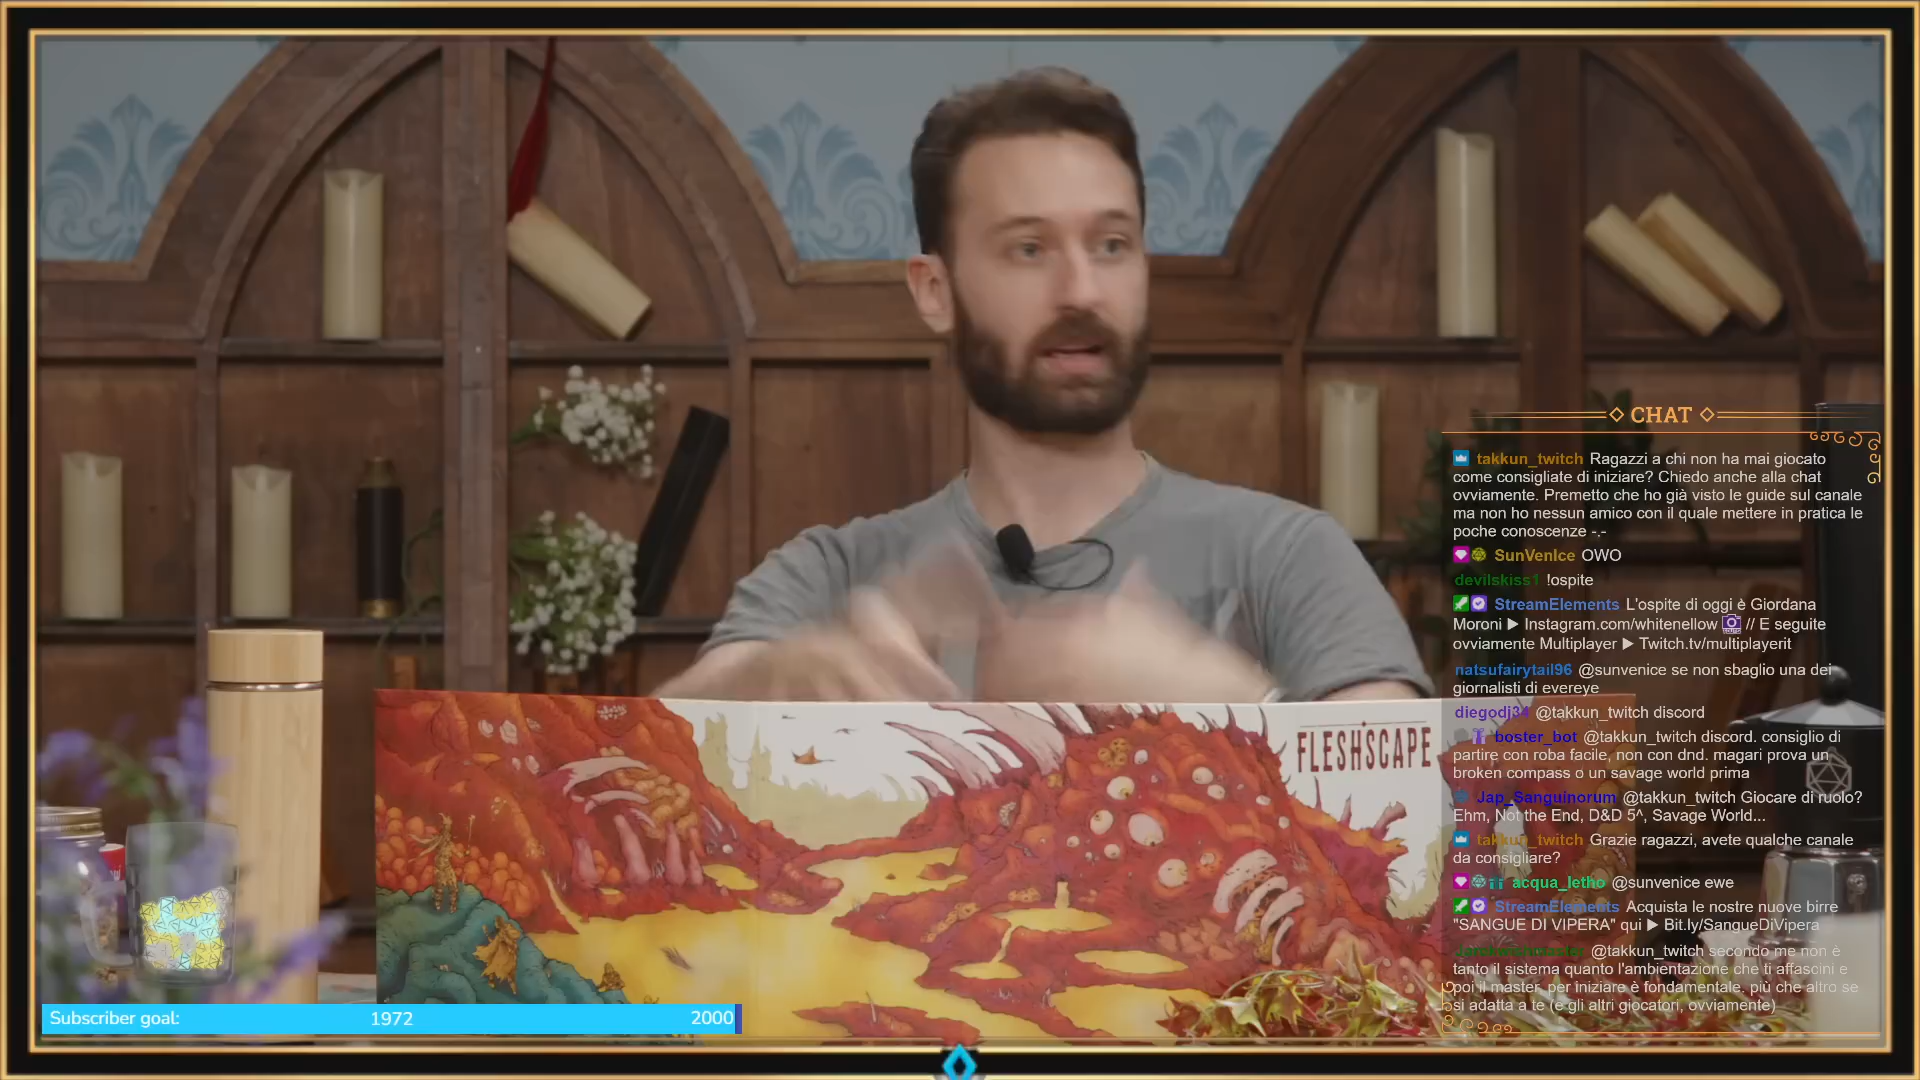 CHAT
takkun_twitch Ragazzi a chi non ha mai giocato
come consigliate di iniziare? Chiedo anche alla chat
ovviamente. Premetto che ho già visto le guide sul canale
ma non ho nessun amico con il quale mettere in pratica le
poche conoscenze -.-
SunVenIce OWO
devilskiss1 !ospite
StreamElements L'ospite di oggi è Giordana
Moroni ► Instagram.com/whitenellow // E seguite
ovviamente Multiplayer ► Twitch.tv/multiplayerit
natsufairytail96 @sunvenice se non sbaglio una dei
giornalisti di evereye
diegodj34 @takkun_twitch discord
boster_bot @takkun_twitch discord. consiglio di
partire con roba facile, non con dnd. magari prova un
broken compass o un savage world prima
Jap_Sanguinorum @takkun_twitch Giocare di ruolo?
Ehm, Not the End, D&D 5^, Savage World...
takkun_twitch Grazie ragazzi, avete qualche canale
da consigliare?
acqua_letho @sunvenice ewe
StreamElements Acquista le nostre nuove birre
"SANGUE DI VIPERA" qui ► Bit.ly/SangueDiVipera
@takkun_twitch secondo me non è
tanto il sistema quanto l'ambientazione che ti affascini e
poi il master, per iniziare è fondamentale. più che altro se
si adatta a te (e gli altri giocatori, ovviamente)
FLESHSCAPE
Subscriber goal: 1972 2000